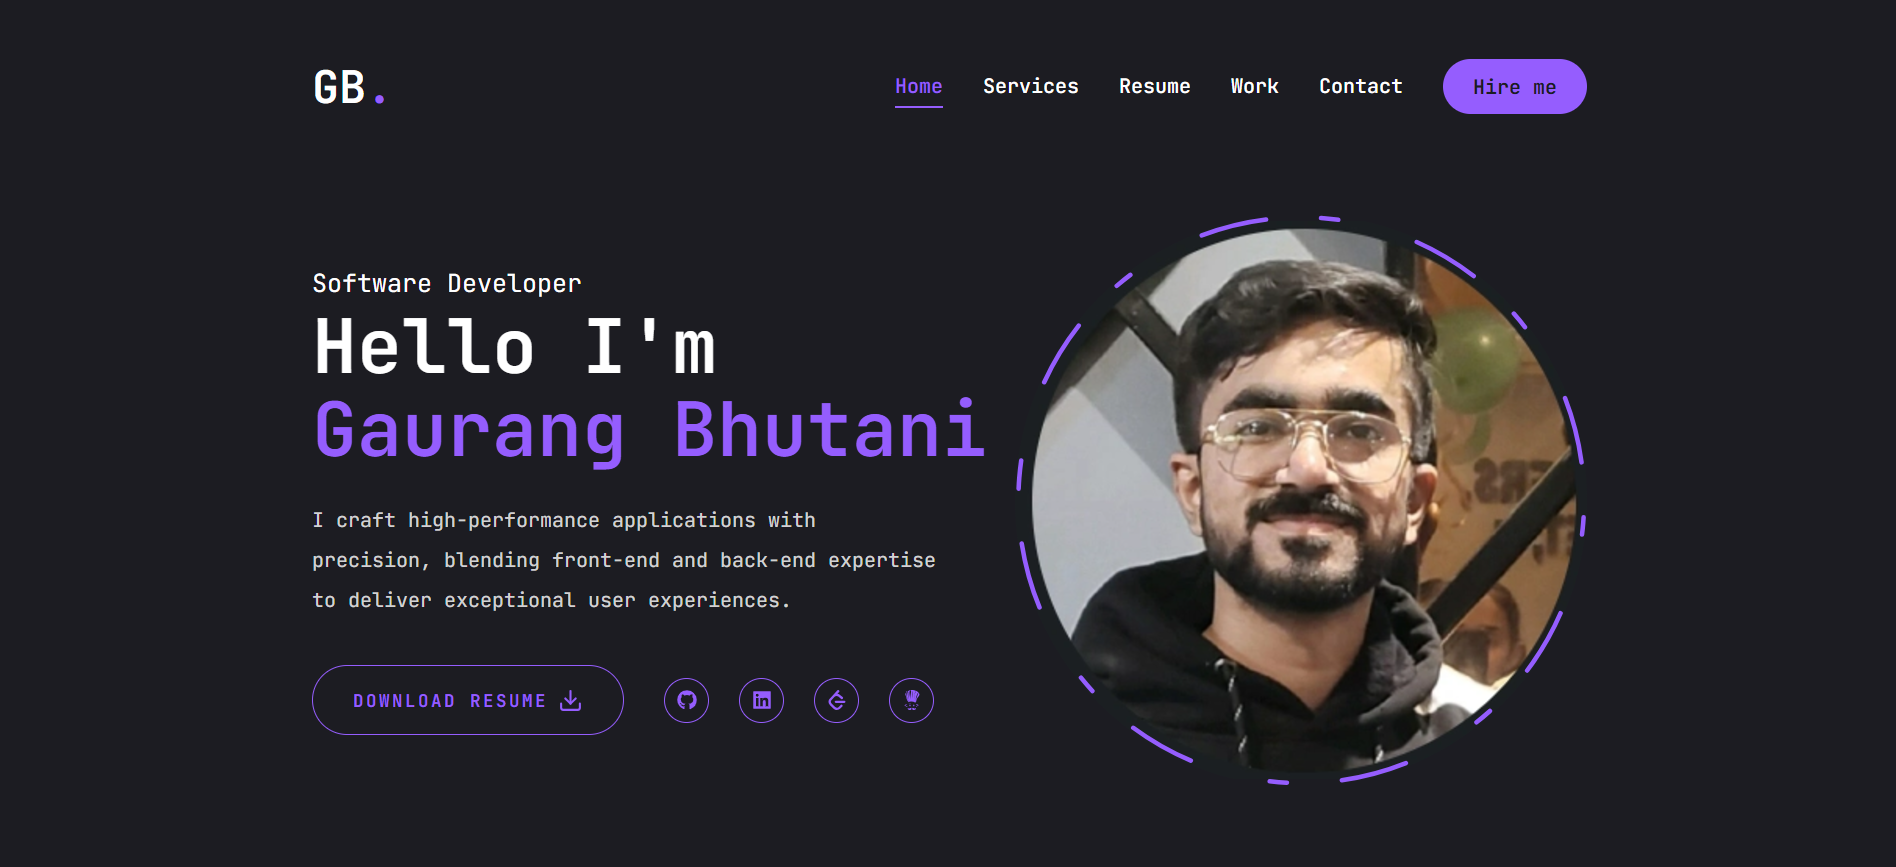 GB.
Home Services Resume Work Contact Hire me
Software Developer
Hello I'm
Gaurang Bhutani
I craft high-performance applications with
precision, blending front-end and back-end expertise
to deliver exceptional user experiences.
DOWNLOAD RESUME
in